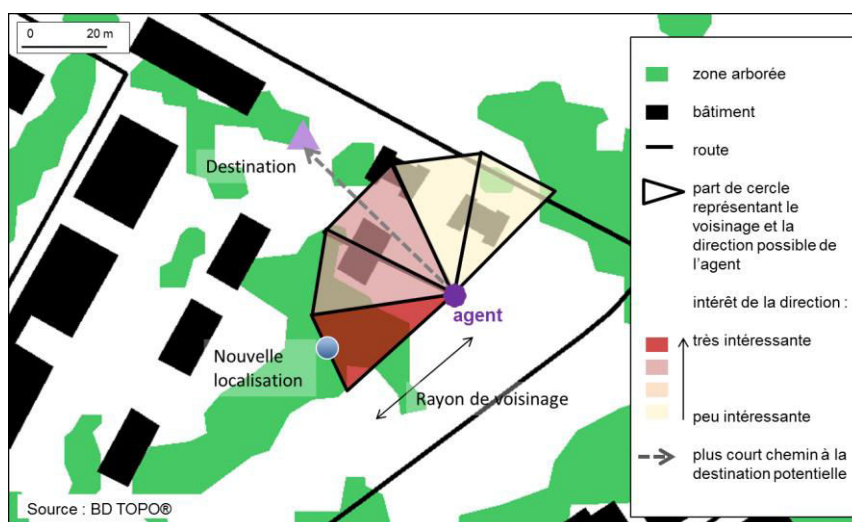 0 20 m
Destination
agent
Nouvelle
localisation
Rayon de voisinage
Source : BD TOPO®
zone arborée
bâtiment
route
part de cercle
représentant le
voisinage et la
direction possible de
l'agent
intérêt de la direction :
très intéressante
peu intéressante
plus court chemin à la
destination potentielle